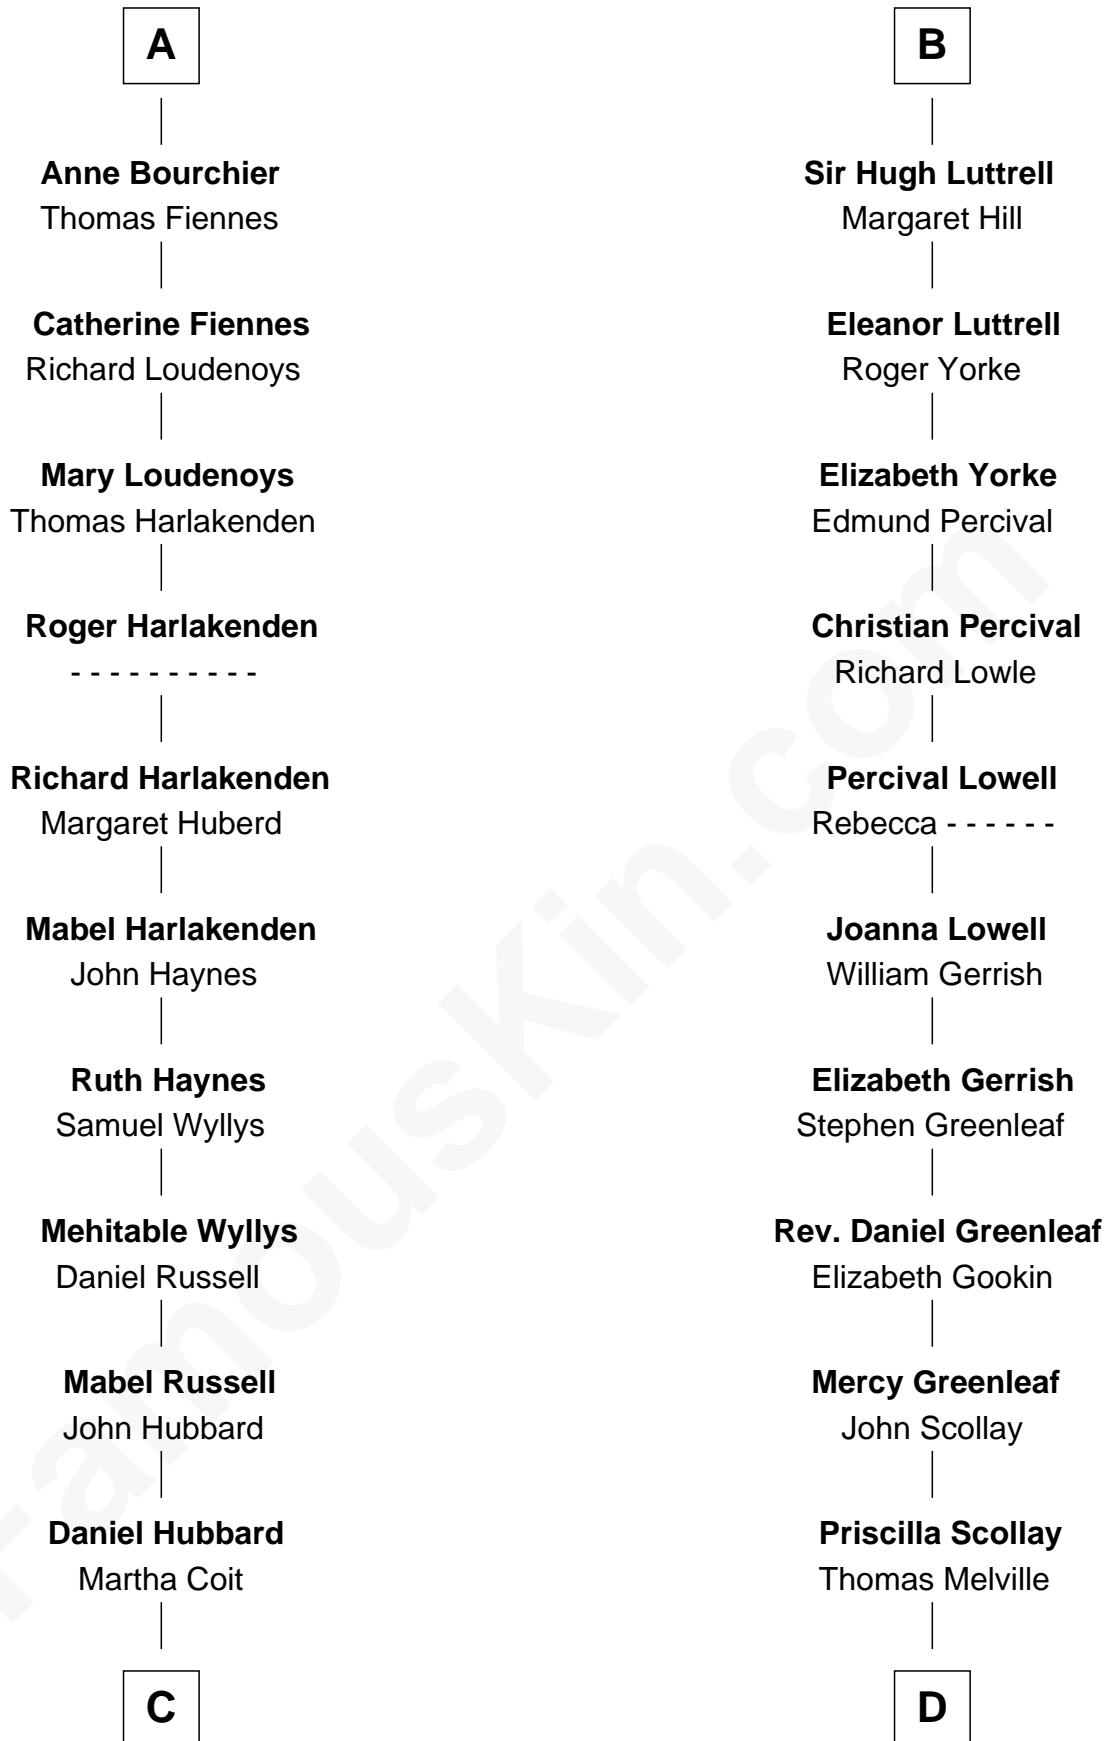 A
Anne Bourchier
Thomas Fiennes
Catherine Fiennes
Richard Loudenoys
Mary Loudenoys
Thomas Harlakenden
Roger Harlakenden
- - - - - - - - - -
Richard Harlakenden
Margaret Huberd
Mabel Harlakenden
John Haynes
Ruth Haynes
Samuel Wyllys
Mehitable Wyllys
Daniel Russell
Mabel Russell
John Hubbard
Daniel Hubbard
Martha Coit
C
B
Sir Hugh Luttrell
Margaret Hill
Eleanor Luttrell
Roger Yorke
Elizabeth Yorke
Edmund Percival
Christian Percival
Richard Lowle
Percival Lowell
Rebecca - - - - - -
Joanna Lowell
William Gerrish
Elizabeth Gerrish
Stephen Greenleaf
Rev. Daniel Greenleaf
Elizabeth Gookin
Mercy Greenleaf
John Scollay
Priscilla Scollay
Thomas Melville
D
FamousKin.com